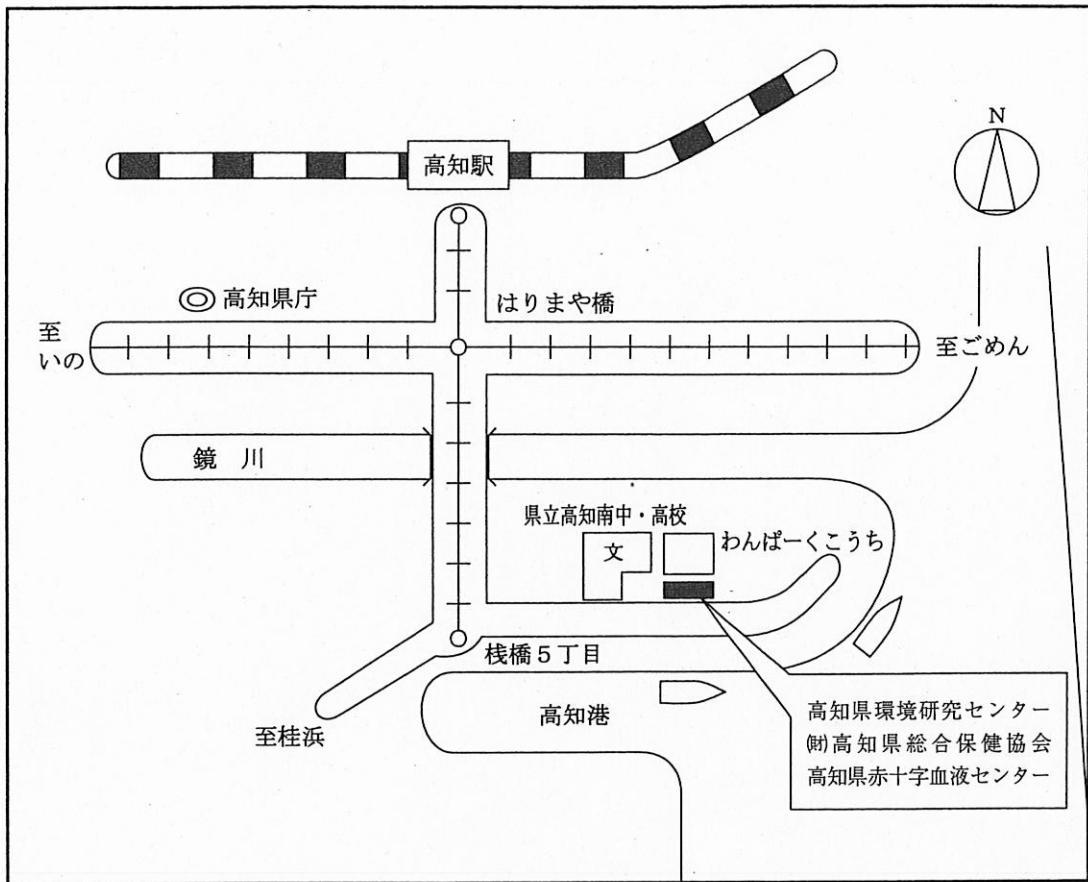 高知駅
N
高知県庁
はりまや橋
至
いの
至ごめん
鏡 川
県立高知南中・高校
文
わんぱーくこうち
桟橋5丁目
高知港
至桂浜
高知県環境研究センター
㈶高知県総合保健協会
高知県赤十字血液センター